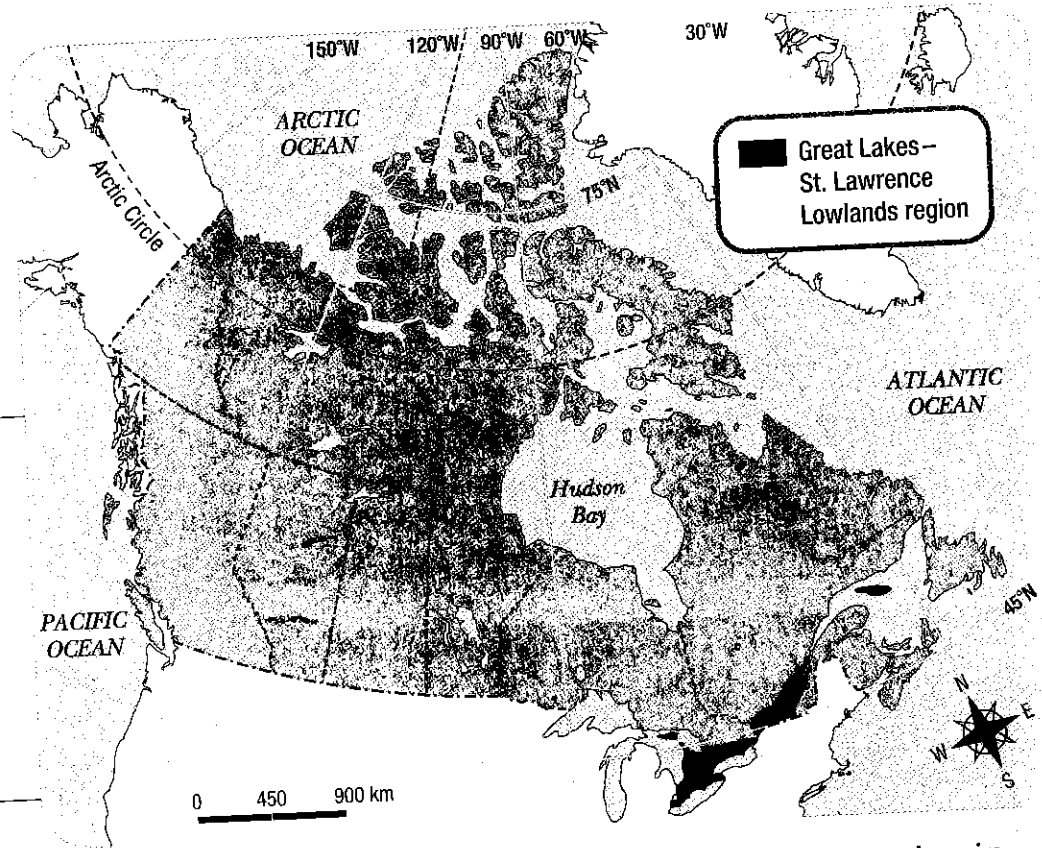 150°W 120°W 90°W 60°W 30°W
ARCTIC
OCEAN
Arctic Circle
75°N
Great Lakes–
St. Lawrence
Lowlands region
ATLANTIC
OCEAN
Hudson
Bay
PACIFIC
OCEAN
45°N
N
E
W
S
0 450 900 km